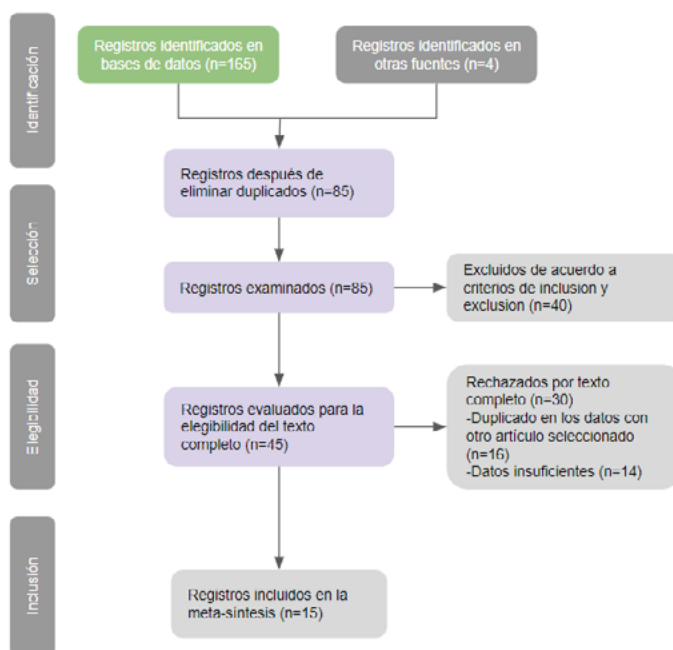 Identificación
Registros identificados en
bases de datos (n=165)
Registros identificados en
otras fuentes (n=4)
Registros después de
eliminar duplicados (n=85)
Selección
Registros examinados (n=85)
Excluidos de acuerdo a
criterios de inclusion y
exclusion (n=40)
Elegibilidad
Registros evaluados para la
elegibilidad del texto
completo (n=45)
Rechazados por texto
completo (n=30)
-Duplicado en los datos con
otro artículo seleccionado
(n=16)
-Datos insuficientes (n=14)
Inclusión
Registros incluidos en la
meta-síntesis (n=15)